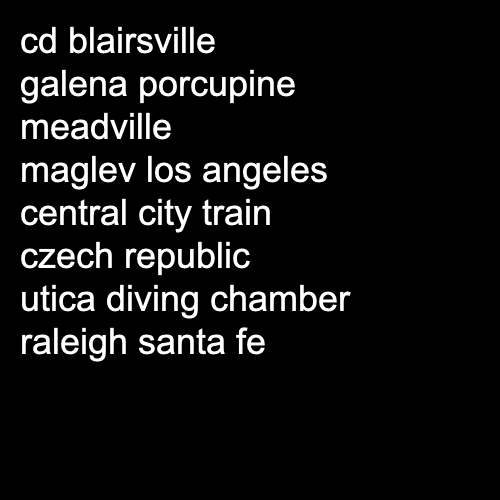 cd blairsville
galena porcupine
meadville
maglev los angeles
central city train
czech republic
utica diving chamber
raleigh santa fe